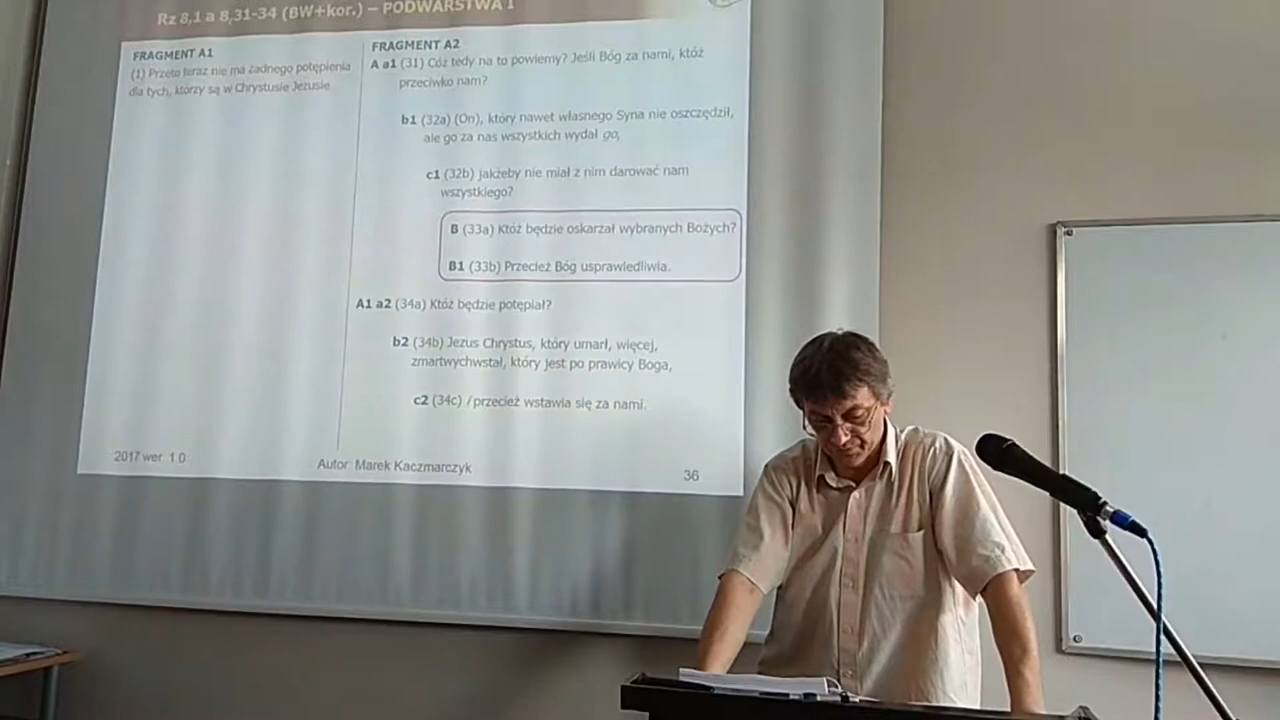 Rz 8,1 a 8,31-34 (BW+kor.) – PODWARSTWA I
FRAGMENT A1
(1) Przeto teraz nie ma żadnego potępienia
dla tych, którzy są w Chrystusie Jezusie
FRAGMENT A2
A a1 (31) Cóż tedy na to powiemy? Jeśli Bóg za nami, któż
przeciwko nam?
b1 (32a) (On), który nawet własnego Syna nie oszczędził,
ale go za nas wszystkich wydał go,
c1 (32b) jakżeby nie miał z nim darować nam
wszystkiego?
B (33a) Któż będzie oskarżał wybranych Bożych?
B1 (33b) Przecież Bóg usprawiedliwia.
A1 a2 (34a) Któż będzie potępiał?
b2 (34b) Jezus Chrystus, który umarł, więcej,
zmartwychwstał, który jest po prawicy Boga,
c2 (34c) /przecież wstawia się za nami.
2017 wer. 1.0
Autor: Marek Kaczmarczyk
36